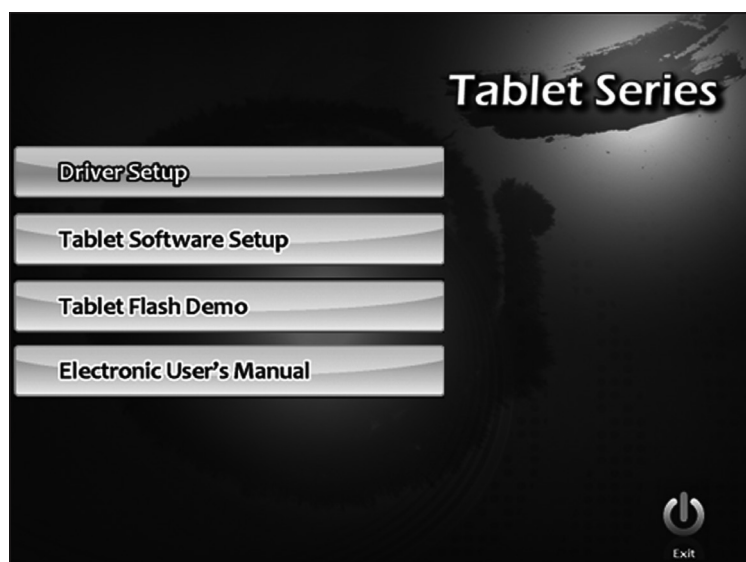 Tablet Series
Driver Setup
Tablet Software Setup
Tablet Flash Demo
Electronic User's Manual
Exit